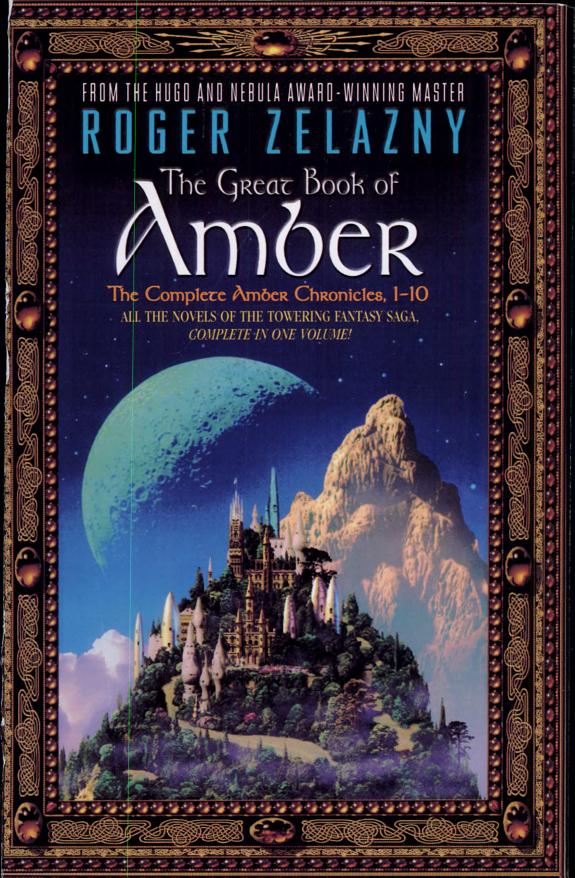 FROM THE HUGO AND NEBULA AWARD-WINNING MASTER
ROGER ZELAZNY
The Great Book of
Amber
The Complete Amber Chronicles, 1-10
ALL THE NOVELS OF THE TOWERING FANTASY SAGA,
COMPLETE IN ONE VOLUME!